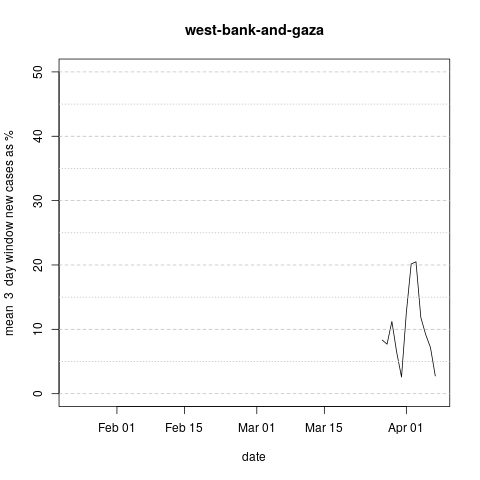 west-bank-and-gaza
mean 3 day window new cases as %
50
40
30
20
10
0
Feb 01 Feb 15 Mar 01 Mar 15 Apr 01
date